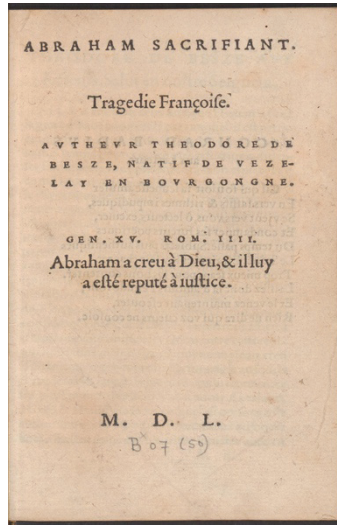 ABRAHAM SACRIFIANT.
Tragedie Françoiſe.
AVTHEVR THEODORE DE
BESZE, NATIF DE VEZE-
LAY EN BOVRGONGNE.
GEN. XV. ROM. IIII.
Abraham a creu à Dieu, & il luy
a eſté reputé à iuſtice.
M. D. L.
B 07 (50)